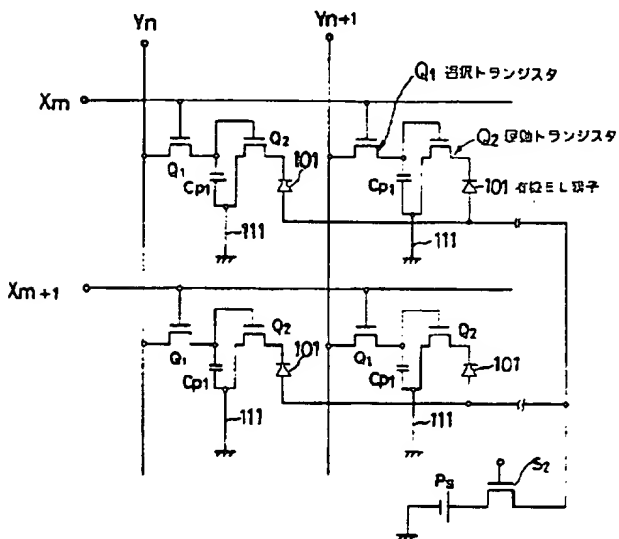 Yn
Yn+1
Xm
Q1 選択トランジスタ
Q2
Q1
Cp1
101
111
Q2 駆動トランジスタ
Cp1
101 有機EL素子
111
Xm+1
Q2
Q1
Cp1
101
111
Q2
Q1
Cp1
101
111
Ps
S2